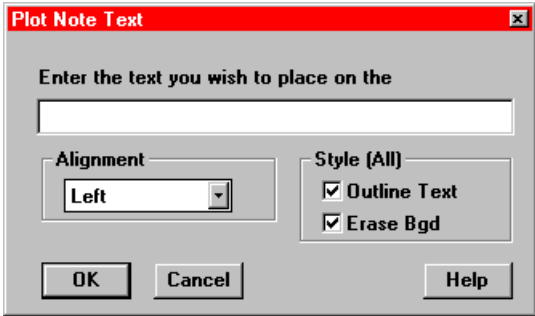 Plot Note Text
Enter the text you wish to place on the
Alignment
Left
Style (All)
Outline Text
Erase Bgd
OK
Cancel
Help